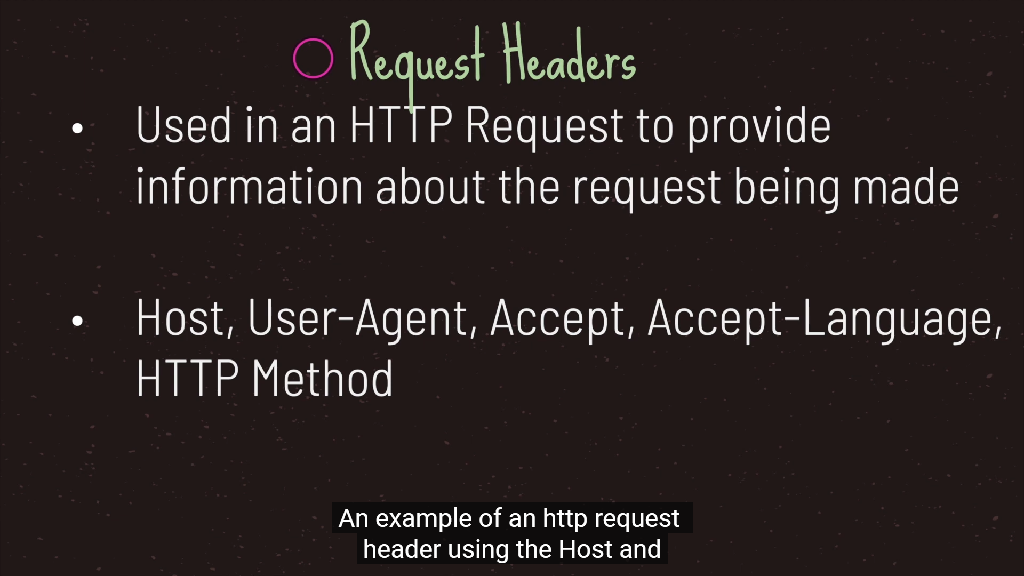 Request Headers
• Used in an HTTP Request to provide
information about the request being made
• Host, User-Agent, Accept, Accept-Language,
HTTP Method
An example of an http request
header using the Host and